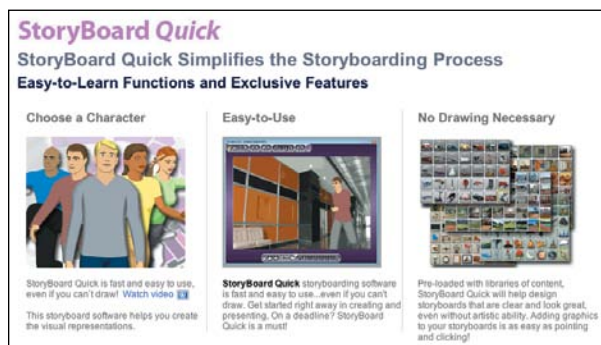 StoryBoard Quick
StoryBoard Quick Simplifies the Storyboarding Process
Easy-to-Learn Functions and Exclusive Features
Choose a Character
StoryBoard Quick is fast and easy to use,
even if you can't draw! Watch video
This storyboard software helps you create
the visual representations.
Easy-to-Use
StoryBoard Quick storyboarding software
is fast and easy to use...even if you can't
draw. Get started right away in creating and
presenting. On a deadline? StoryBoard
Quick is a must!
No Drawing Necessary
Pre-loaded with libraries of content,
StoryBoard Quick will help design
storyboards that are clear and look great,
even without artistic ability. Adding graphics
to your storyboards is as easy as pointing
and clicking!